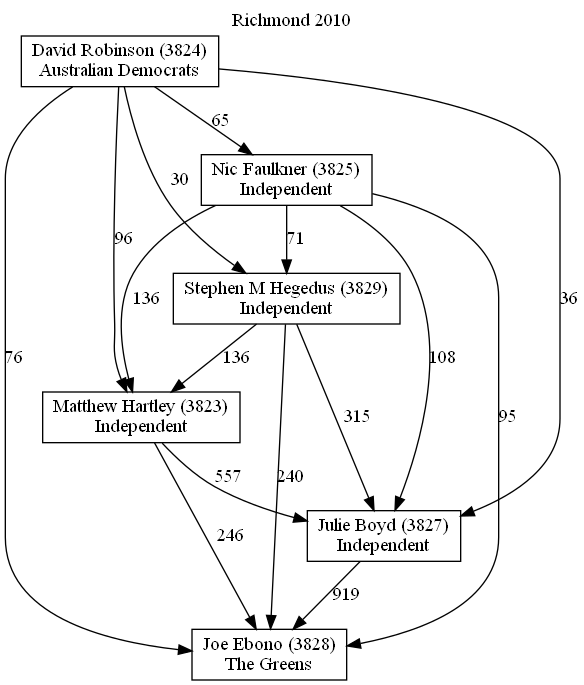 Richmond 2010
David Robinson (3824)
Australian Democrats
65
Nic Faulkner (3825)
Independent
30
96
71
Stephen M Hegedus (3829)
Independent
136
36
76
136
108
Matthew Hartley (3823)
Independent
315
95
557
240
Julie Boyd (3827)
Independent
246
919
Joe Ebono (3828)
The Greens